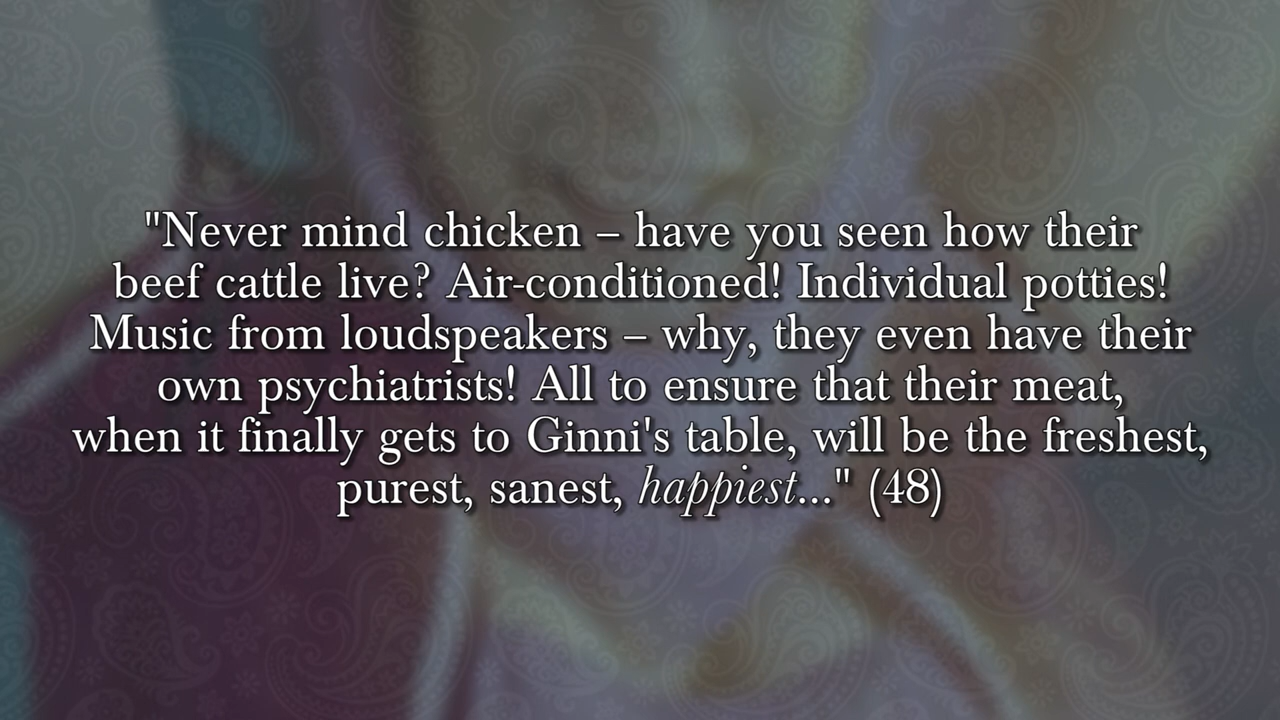 "Never mind chicken – have you seen how their
beef cattle live? Air-conditioned! Individual potties!
Music from loudspeakers – why, they even have their
own psychiatrists! All to ensure that their meat,
when it finally gets to Ginni's table, will be the freshest,
purest, sanest, happiest..." (48)